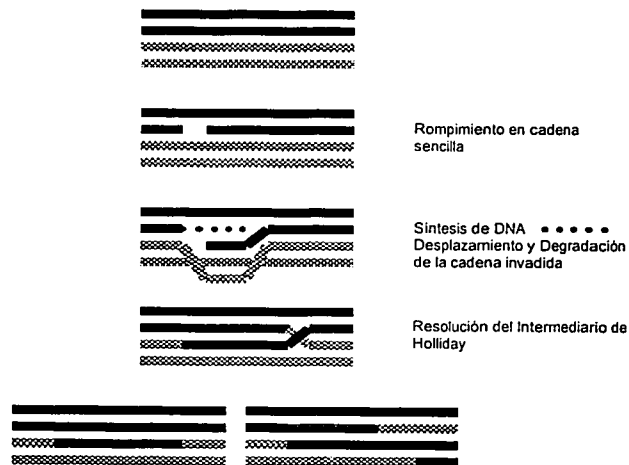 Rompimiento en cadena
sencilla
Síntesis de DNA
Desplazamiento y Degradación
de la cadena invadida
Resolución del Intermediario de
Holliday